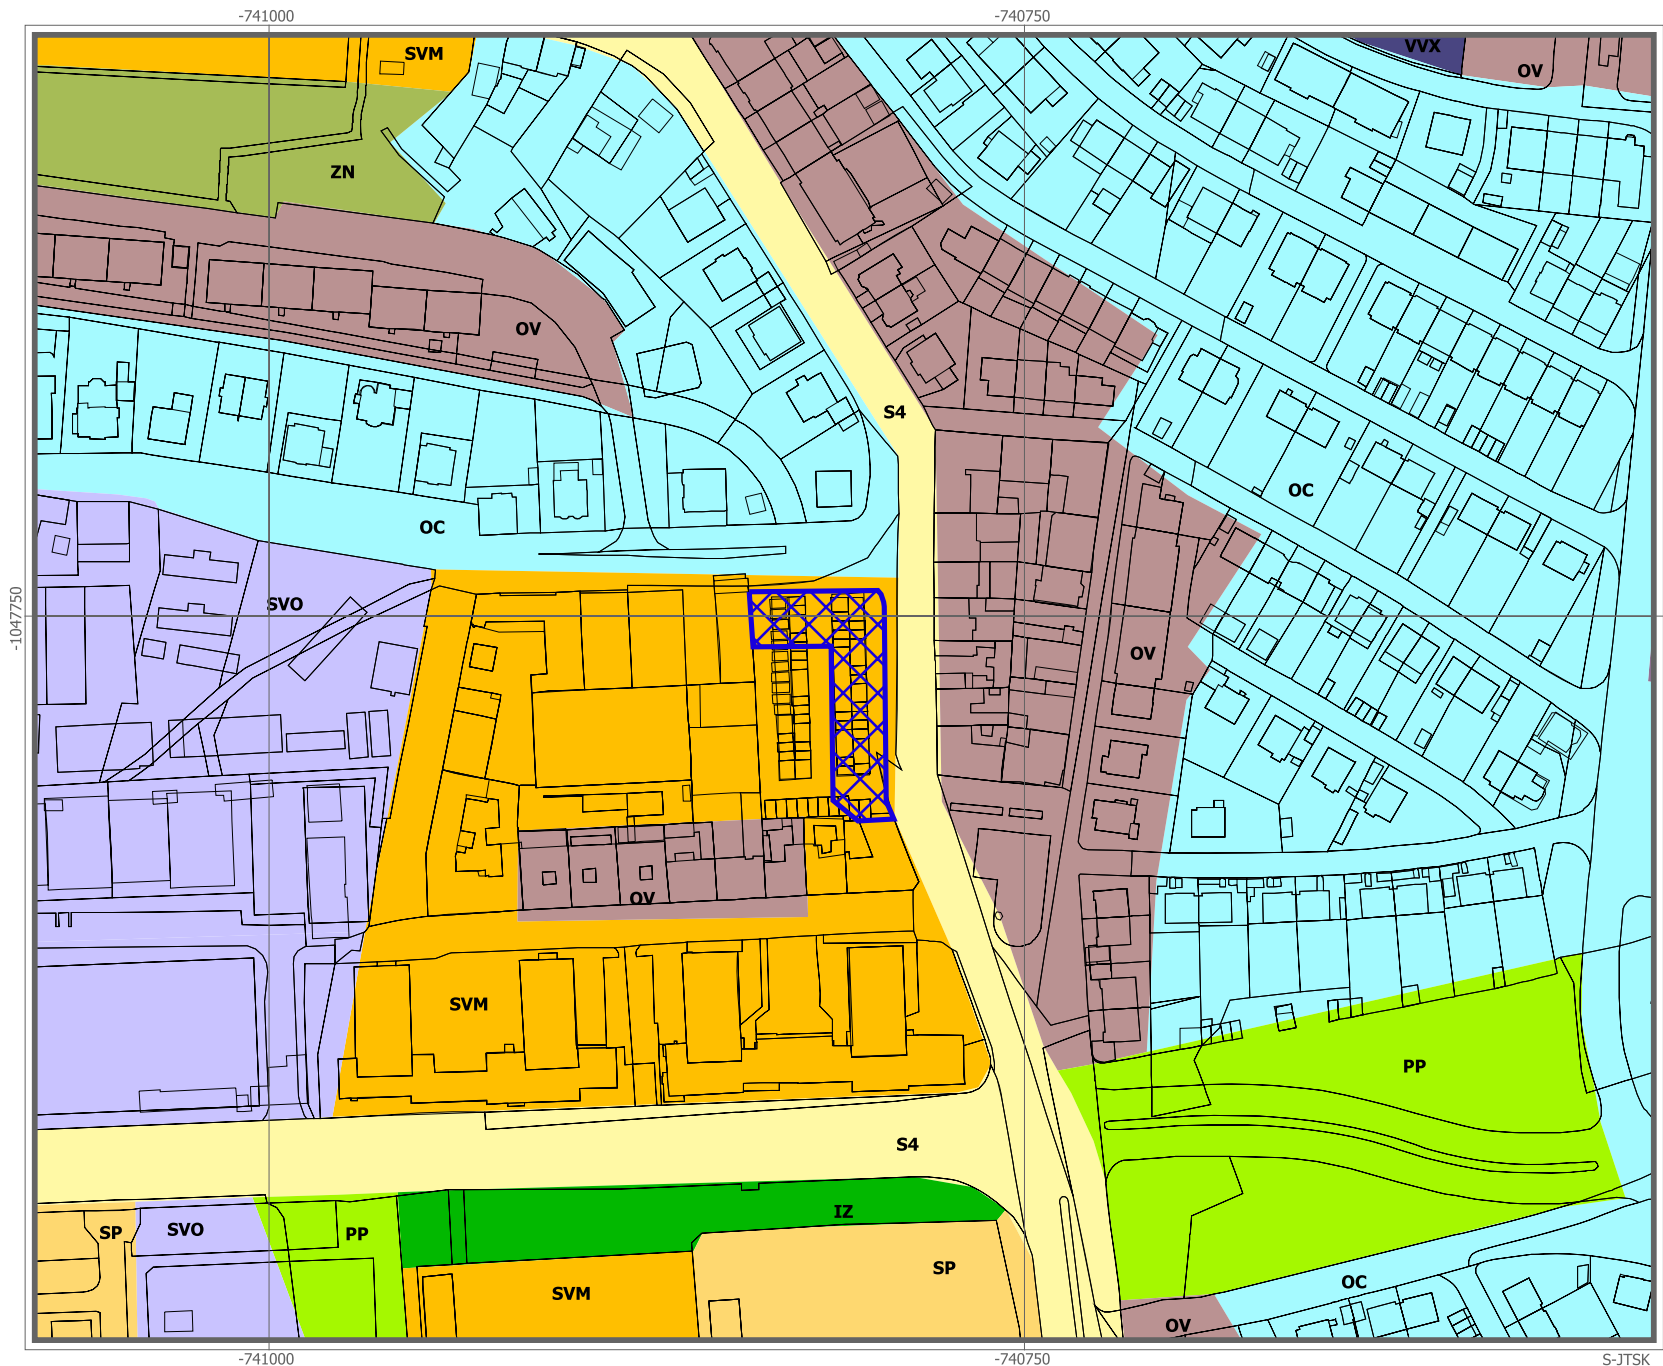 -741000 -740750
SVM VVX
OV
ZN
OV
S4
OC
OC
-1047750
SVO
OV
OV
SVM
PP
S4
IZ
SP SVO PP
SP
OC
SVM
OV
-741000 -740750 S-JTSK